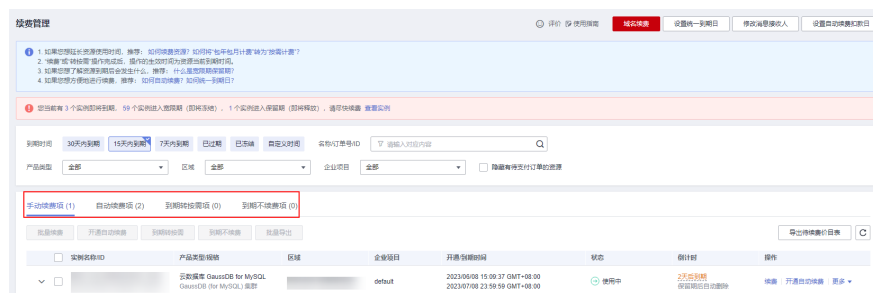 续费管理
评价 使用指南 域名续费 设置统一到期日 修改消息接收人 设置自动续费扣款日
1. 如果您想延长资源使用时间，推荐： 如何续费资源？如何将“包年包月计费”转为“按需计费”？
2. “续费”或“转按需”操作完成后，操作的生效时间为资源当前到期时间。
3. 如果您想了解资源到期后会发生什么，推荐： 什么是宽限期保留期？
4. 如果您想方便地进行续费，推荐： 如何自动续费？如何统一到期日？
您当前有 3 个实例即将到期， 59 个实例进入宽限期（即将冻结）， 1 个实例进入保留期（即将释放），请尽快续费 查看实例
到期时间 30天内到期 15天内到期 7天内到期 已过期 已冻结 自定义时间 名称/订单号/ID 请输入对应内容
产品类型 全部 区域 全部 企业项目 全部 隐藏有待支付订单的资源
手动续费项 (1) 自动续费项 (2) 到期转按需项 (0) 到期不续费项 (0)
批量续费 开通自动续费 到期转按需 到期不续费 批量导出 导出待续费价目表
实例名称/ID 产品类型/规格 区域 企业项目 开通/到期时间 状态 倒计时 操作
云数据库 GaussDB for MySQL default 2023/06/08 15:09:37 GMT+08:00 使用中 2天后到期 续费 开通自动续费 更多
GaussDB (for MySQL) 集群 2023/07/08 23:59:59 GMT+08:00 保留期后自动删除